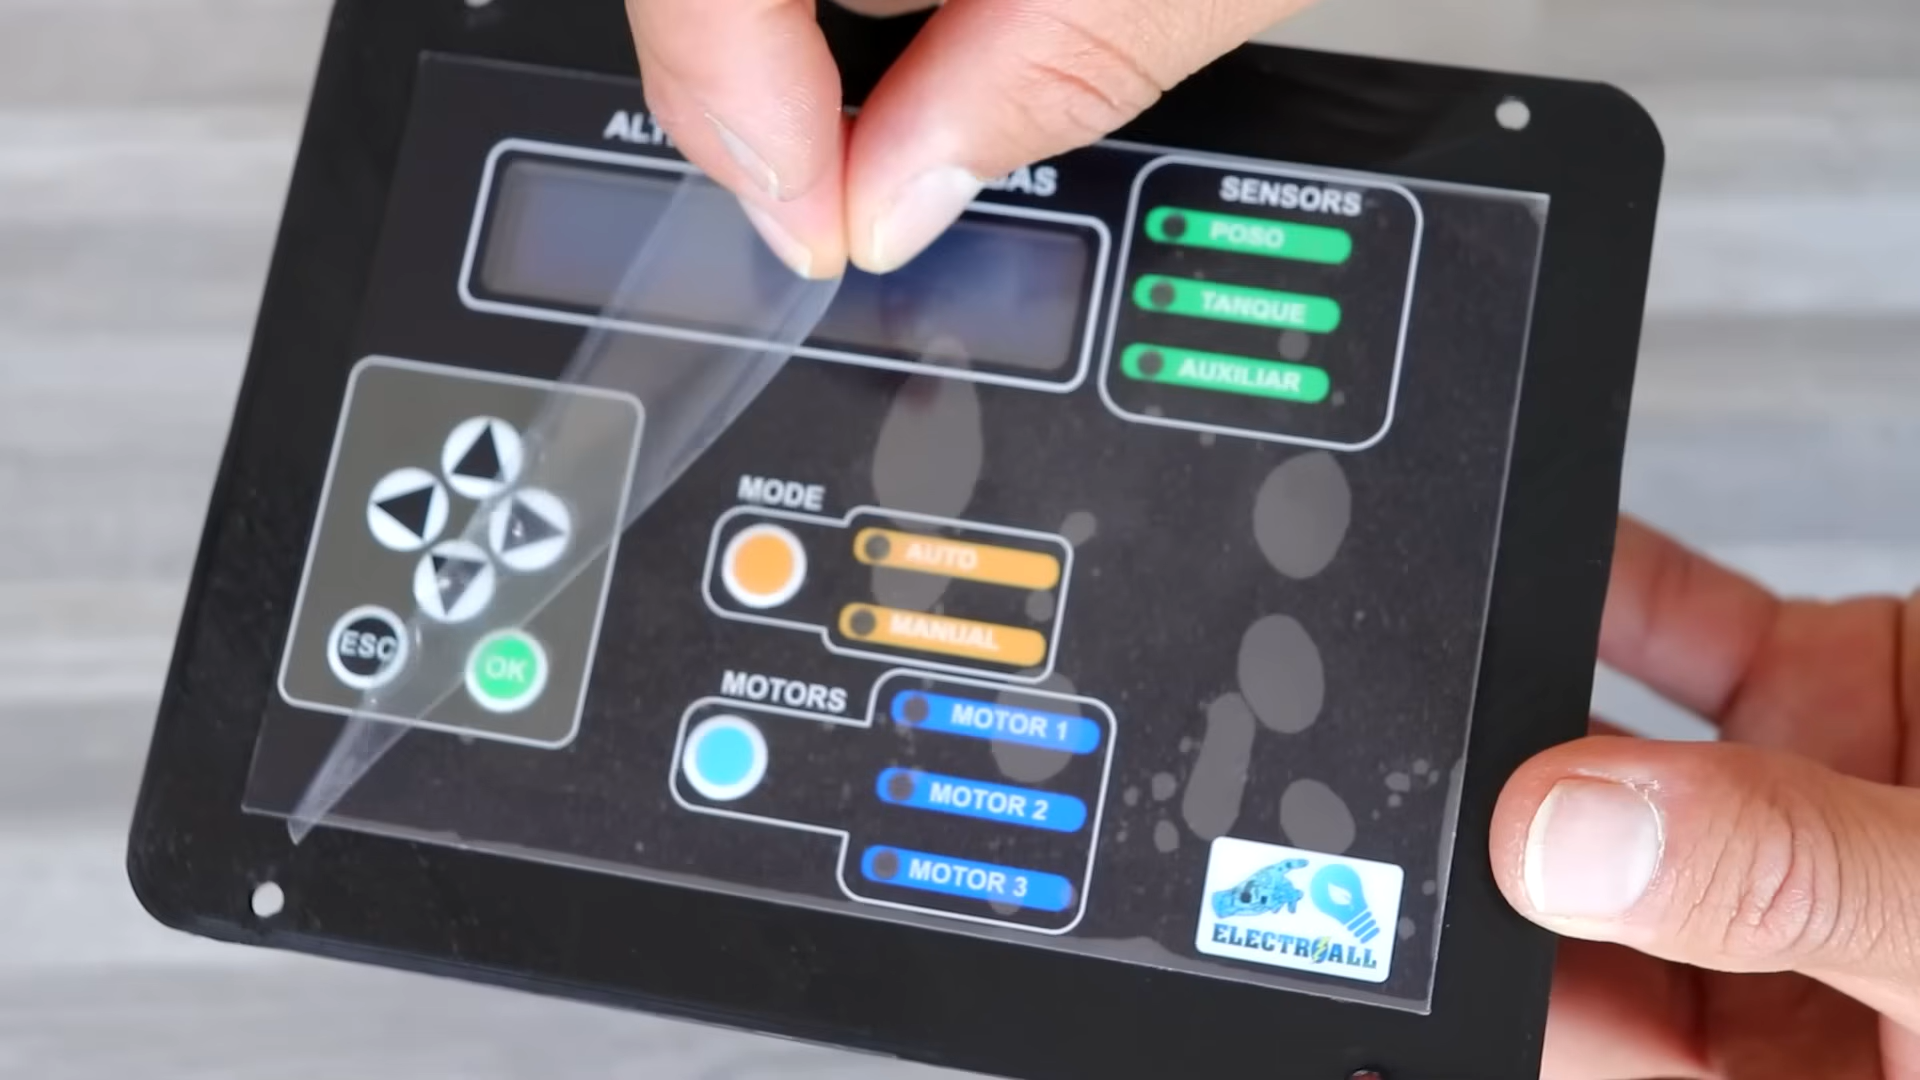 SENSORS
POSO
TANQUE
AUXILIAR
MODE
AUTO
MANUAL
ESC
OK
MOTORS
MOTOR 1
MOTOR 2
MOTOR 3
ELECTROALL